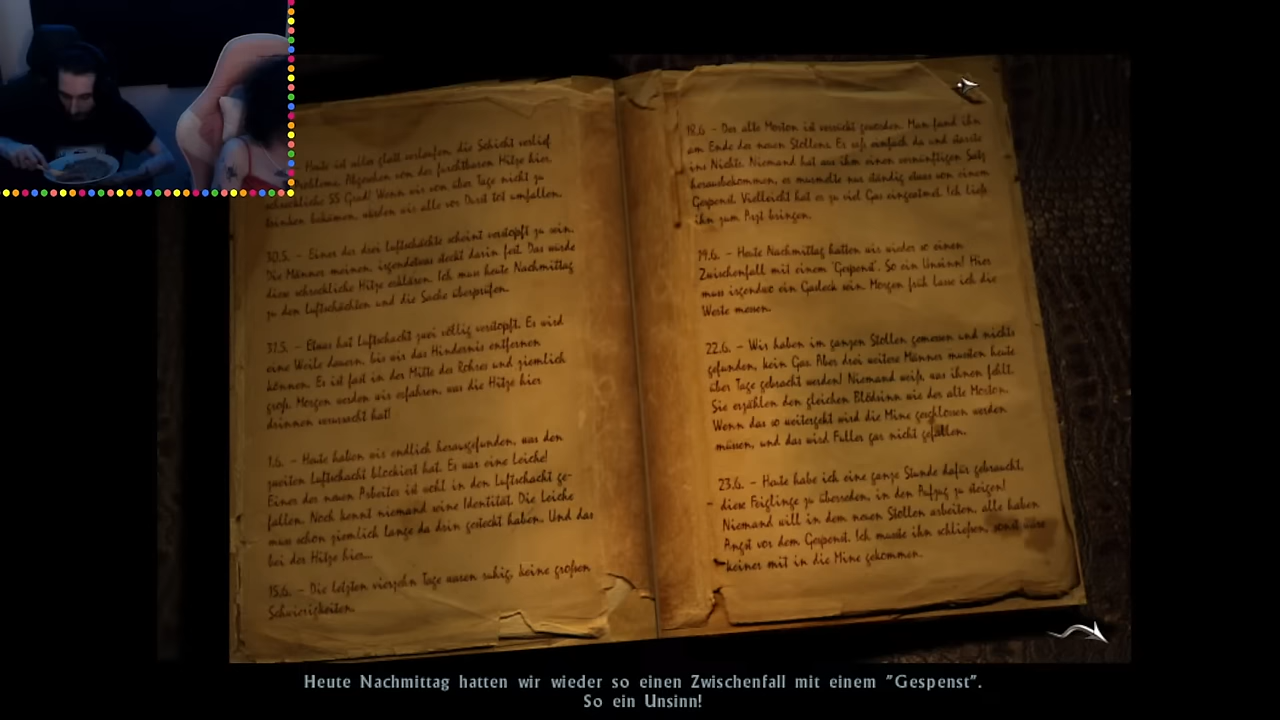 Heute ist alles glatt verlaufen, die Schicht verlief
Probleme. Abgesehen von der furchtbaren Hitze hier.
schreckliche 55 Grad! Wenn wir von über Tage nicht zu
trinken bekämen, würden wir alle vor Durst tot umfallen.
30.5. – Einer der drei Luftschächte scheint verstopft zu sein.
Die Männer meinen, irgendetwas steckt darin fest. Das würde
diese schreckliche Hitze erklären. Ich muss heute Nachmittag
zu den Luftschächten und die Sache überprüfen.
31.5. – Etwas hat Luftschacht zwei völlig verstopft. Es wird
eine Weile dauern, bis wir das Hindernis entfernen
können. Es ist fast in der Mitte des Rohres und ziemlich
groß. Morgen werden wir erfahren, was die Hitze hier
drinnen verursacht hat!
1.6. – Heute haben wir endlich herausgefunden, was den
zweiten Luftschacht blockiert hat. Es war eine Leiche!
Einer der neuen Arbeiter ist wohl in den Luftschacht ge-
fallen. Noch kennt niemand seine Identität. Die Leiche
muss schon ziemlich lange da drin gesteckt haben. Und das
bei der Hitze hier...
15.6. – Die letzten vierzehn Tage waren ruhig, keine großen
Schwierigkeiten.
18.6. – Der alte Morton ist verrückt geworden. Man fand ihn
am Ende des neuen Stollens. Er saß einfach da und starrte
ins Nichts. Niemand hat aus ihm einen vernünftigen Satz
herausbekommen, er murmelte nur ständig etwas von einem
Gespenst. Vielleicht hat er zu viel Gas eingeatmet. Ich ließ
ihn zum Arzt bringen.
19.6. – Heute Nachmittag hatten wir wieder so einen
Zwischenfall mit einem "Gespenst". So ein Unsinn! Hier
muss irgendwo ein Gasleck sein. Morgen früh lasse ich die
Werte messen.
22.6. – Wir haben im ganzen Stollen gemessen und nichts
gefunden, kein Gas. Aber drei weitere Männer mussten heute
über Tage gebracht werden! Niemand weiß, was ihnen fehlt.
Sie erzählen den gleichen Blödsinn wie der alte Morton.
Wenn das so weitergeht wird die Mine geschlossen werden
müssen, und das wird Fuller gar nicht gefallen.
23.6. – Heute habe ich eine ganze Stunde dafür gebraucht,
diese Feiglinge zu überreden, in den Aufzug zu steigen!
Niemand will in dem neuen Stollen arbeiten, alle haben
Angst vor dem Gespenst. Ich musste ihn schließen, sonst wäre
keiner mit in die Mine gekommen.
Heute Nachmittag hatten wir wieder so einen Zwischenfall mit einem "Gespenst".
So ein Unsinn!